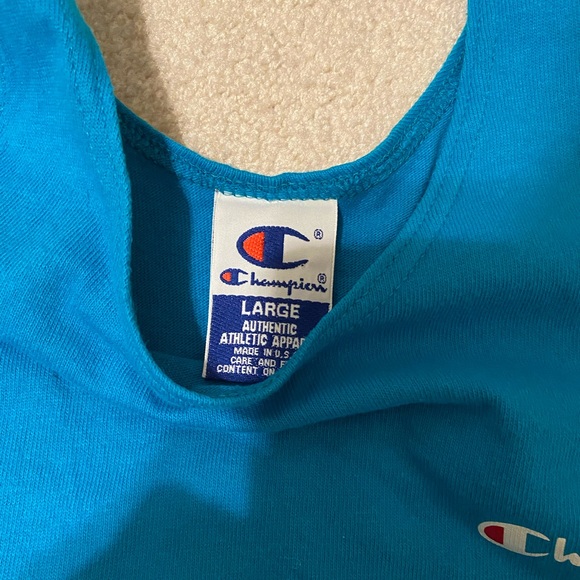 Champion®
LARGE
AUTHENTIC
ATHLETIC
MADE IN U.S.
CARE AND
CONTENT ON